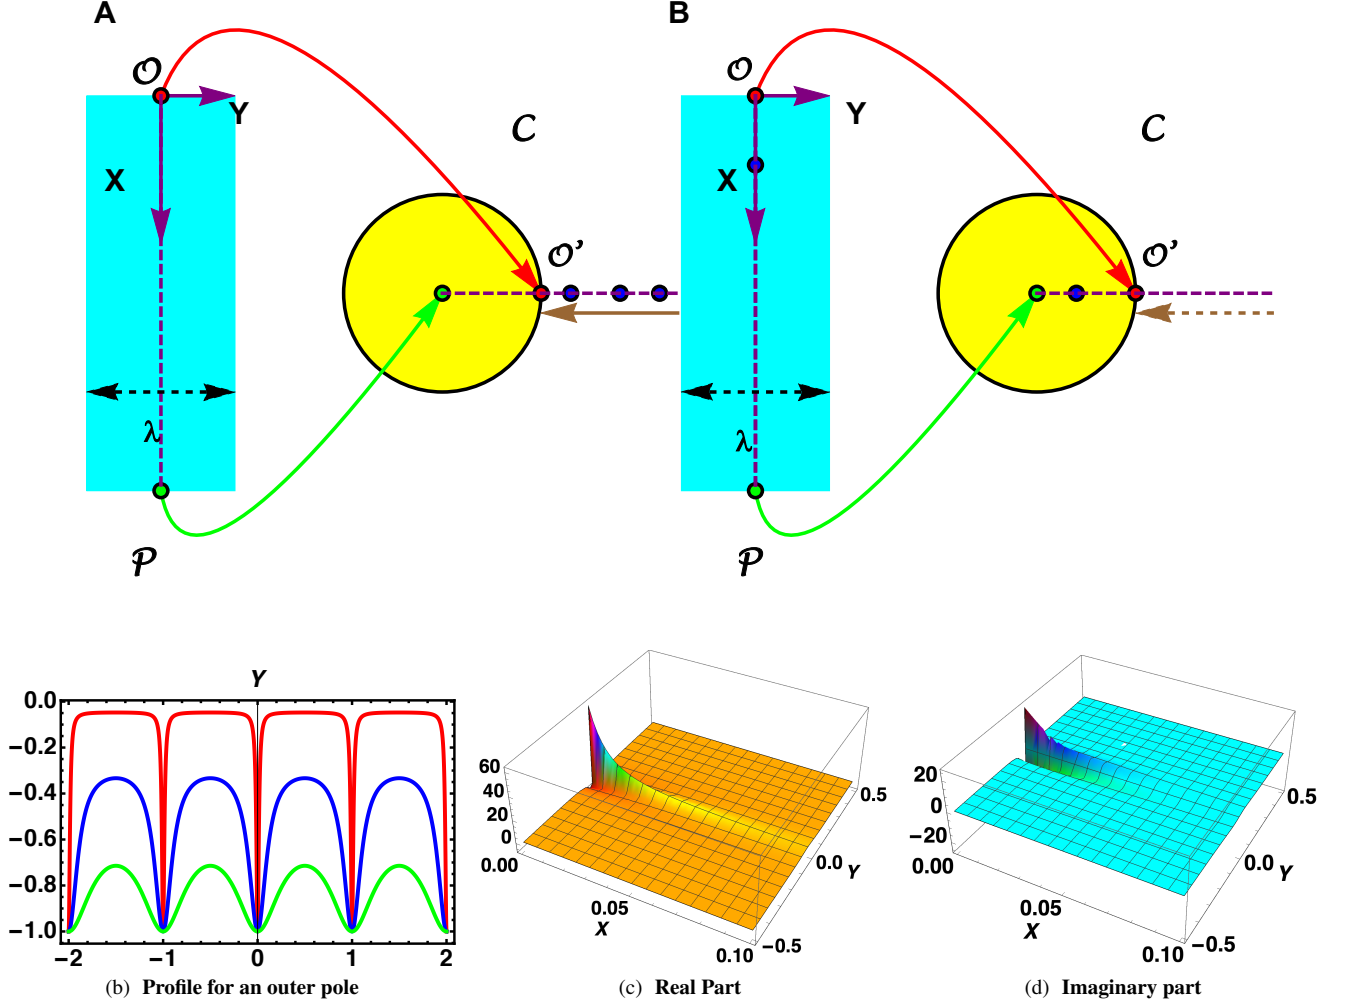 A
B
𝒪
Y
X
C
𝒪'
λ
𝒫
𝒪
Y
X
C
𝒪'
λ
𝒫
Y
0.0
−0.2
−0.4
−0.6
−0.8
−1.0
−2 −1 0 1 2
(b) Profile for an outer pole
60
40
20
0
0.00
0.05
X
0.10
−0.5
0.0
Y
0.5
(c) Real Part
20
0
−20
0.00
0.05
X
0.10
−0.5
0.0
Y
0.5
(d) Imaginary part